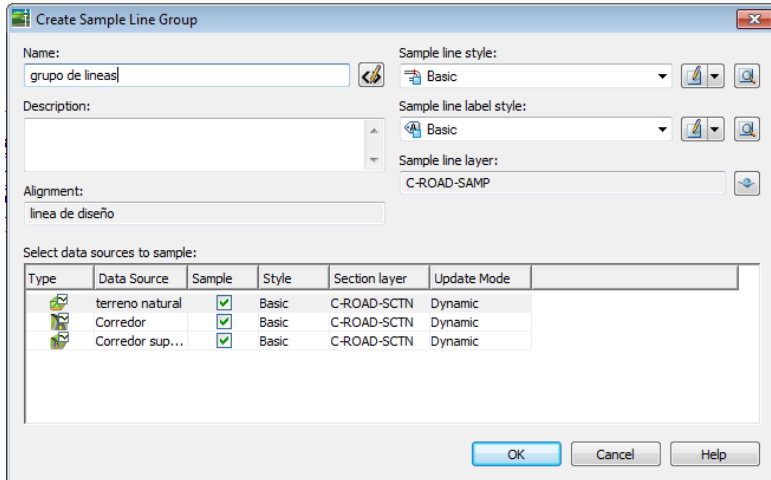 Create Sample Line Group
Name:
grupo de lineas
Description:
Alignment:
linea de diseño
Sample line style:
Basic
Sample line label style:
Basic
Sample line layer:
C-ROAD-SAMP
Select data sources to sample:
Type Data Source Sample Style Section layer Update Mode
terreno natural Basic C-ROAD-SCTN Dynamic
Corredor Basic C-ROAD-SCTN Dynamic
Corredor sup... Basic C-ROAD-SCTN Dynamic
OK Cancel Help